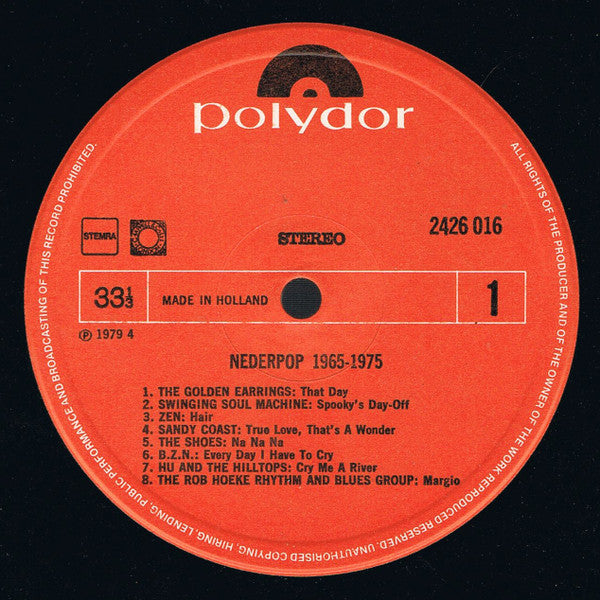 polydor
STEMRA
STEREO
2426 016
33 1/3
MADE IN HOLLAND
1
Ⓟ 1979 4
NEDERPOP 1965-1975
1. THE GOLDEN EARRINGS: That Day
2. SWINGING SOUL MACHINE: Spooky's Day-Off
3. ZEN: Hair
4. SANDY COAST: True Love, That's A Wonder
5. THE SHOES: Na Na Na
6. B.Z.N.: Every Day I Have To Cry
7. HU AND THE HILLTOPS: Cry Me A River
8. THE ROB HOEKE RHYTHM AND BLUES GROUP: Margio
ALL RIGHTS OF THE PRODUCER AND OF THE OWNER OF THE WORK REPRODUCED RESERVED. UNAUTHORISED COPYING, HIRING, LENDING, PUBLIC PERFORMANCE AND BROADCASTING OF THIS RECORD PROHIBITED.